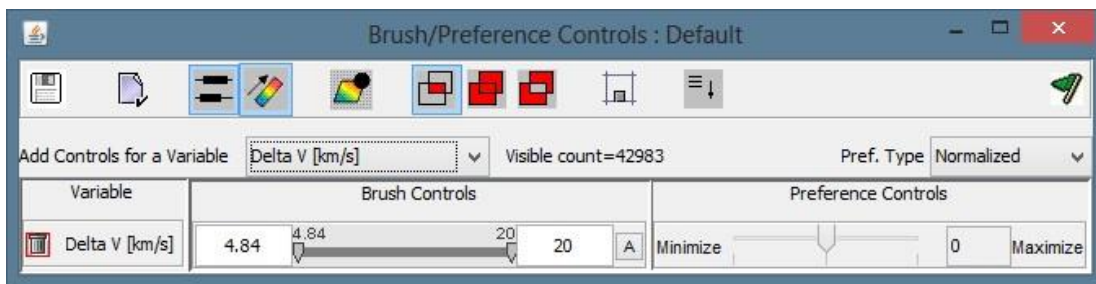 Brush/Preference Controls : Default
Add Controls for a Variable Delta V [km/s] Visible count=42983 Pref. Type Normalized
Variable Brush Controls Preference Controls
Delta V [km/s] 4.84 4.84 20 20 A Minimize 0 Maximize